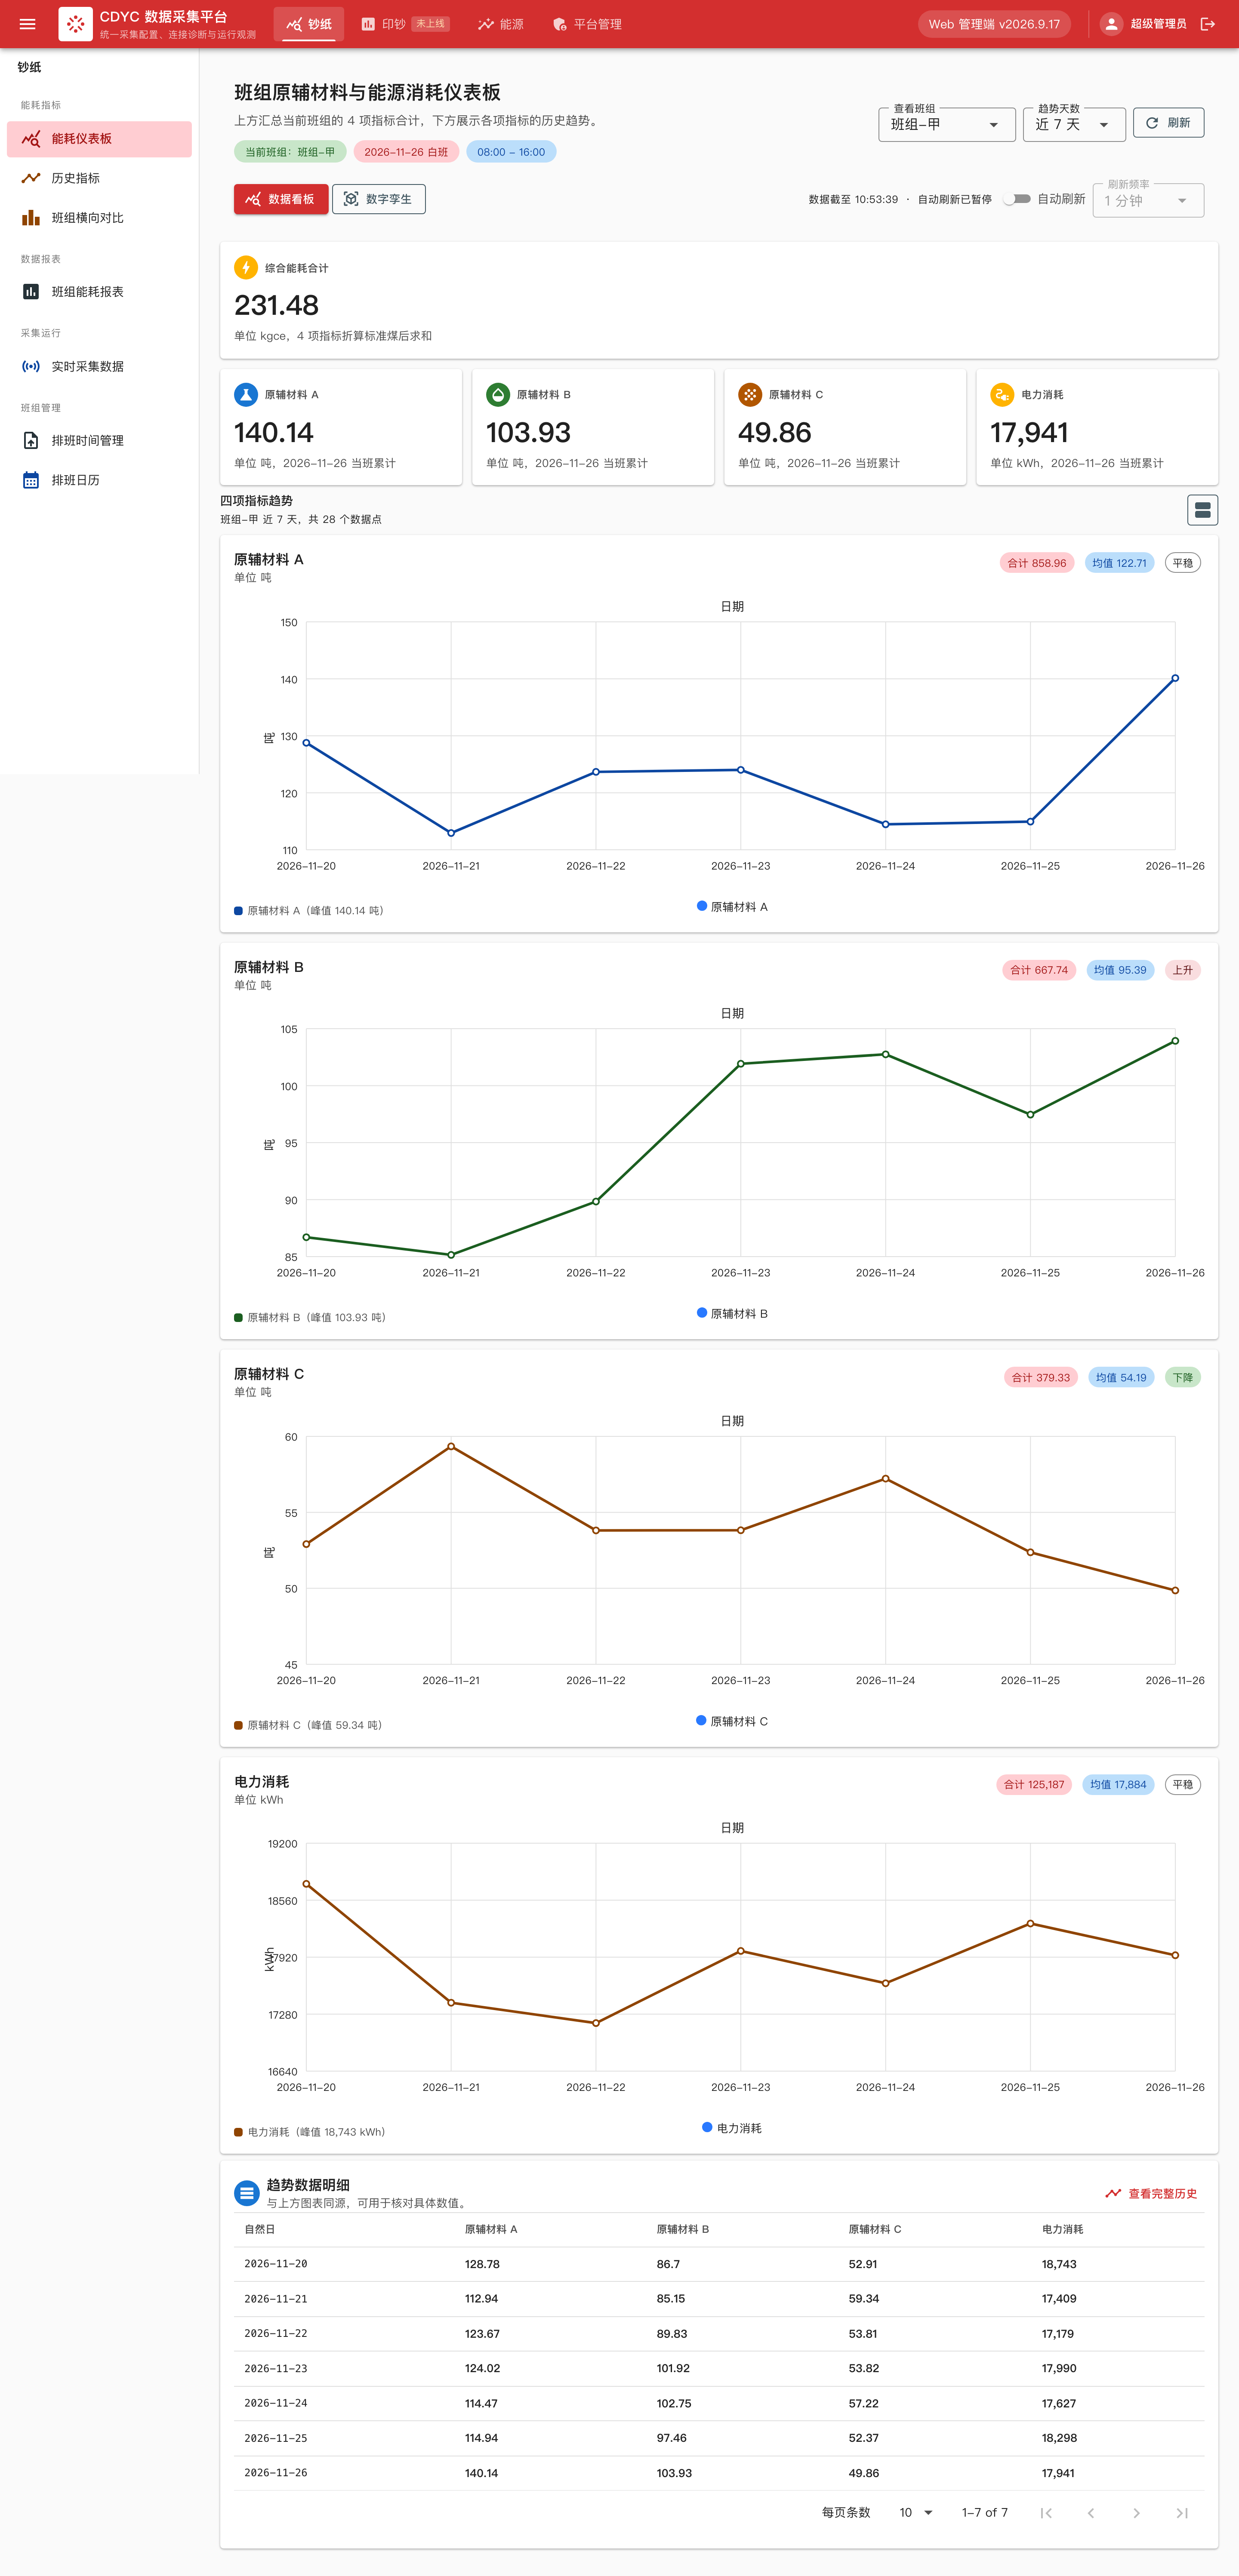 CDYC 数据采集平台
统一采集配置、连接诊断与运行观测
钞纸
印钞 未上线
能源
平台管理
Web 管理端 v2026.9.17
超级管理员
钞纸
能耗指标
能耗仪表板
历史指标
班组横向对比
数据报表
班组能耗报表
采集运行
实时采集数据
班组管理
排班时间管理
排班日历
班组原辅材料与能源消耗仪表板
上方汇总当前班组的 4 项指标合计，下方展示各项指标的历史趋势。
当前班组：班组-甲 2026-11-26 白班 08:00 - 16:00
查看班组
班组-甲
趋势天数
近 7 天
刷新
数据看板
数字孪生
数据截至 10:53:39 · 自动刷新已暂停
自动刷新
刷新频率
1 分钟
综合能耗合计
231.48
单位 kgce，4 项指标折算标准煤后求和
原辅材料 A
140.14
单位 吨，2026-11-26 当班累计
原辅材料 B
103.93
单位 吨，2026-11-26 当班累计
原辅材料 C
49.86
单位 吨，2026-11-26 当班累计
电力消耗
17,941
单位 kWh，2026-11-26 当班累计
四项指标趋势
班组-甲 近 7 天，共 28 个数据点
原辅材料 A
单位 吨
合计 858.96 均值 122.71 平稳
日期
150
140
130
120
110
吨
2026-11-20 2026-11-21 2026-11-22 2026-11-23 2026-11-24 2026-11-25 2026-11-26
原辅材料 A（峰值 140.14 吨）
原辅材料 A
原辅材料 B
单位 吨
合计 667.74 均值 95.39 上升
日期
105
100
95
90
85
吨
2026-11-20 2026-11-21 2026-11-22 2026-11-23 2026-11-24 2026-11-25 2026-11-26
原辅材料 B（峰值 103.93 吨）
原辅材料 B
原辅材料 C
单位 吨
合计 379.33 均值 54.19 下降
日期
60
55
50
45
吨
2026-11-20 2026-11-21 2026-11-22 2026-11-23 2026-11-24 2026-11-25 2026-11-26
原辅材料 C（峰值 59.34 吨）
原辅材料 C
电力消耗
单位 kWh
合计 125,187 均值 17,884 平稳
日期
19200
18560
17920
17280
16640
kWh
2026-11-20 2026-11-21 2026-11-22 2026-11-23 2026-11-24 2026-11-25 2026-11-26
电力消耗（峰值 18,743 kWh）
电力消耗
趋势数据明细
与上方图表同源，可用于核对具体数值。
查看完整历史
自然日 原辅材料 A 原辅材料 B 原辅材料 C 电力消耗
2026-11-20 128.78 86.7 52.91 18,743
2026-11-21 112.94 85.15 59.34 17,409
2026-11-22 123.67 89.83 53.81 17,179
2026-11-23 124.02 101.92 53.82 17,990
2026-11-24 114.47 102.75 57.22 17,627
2026-11-25 114.94 97.46 52.37 18,298
2026-11-26 140.14 103.93 49.86 17,941
每页条数 10 1-7 of 7